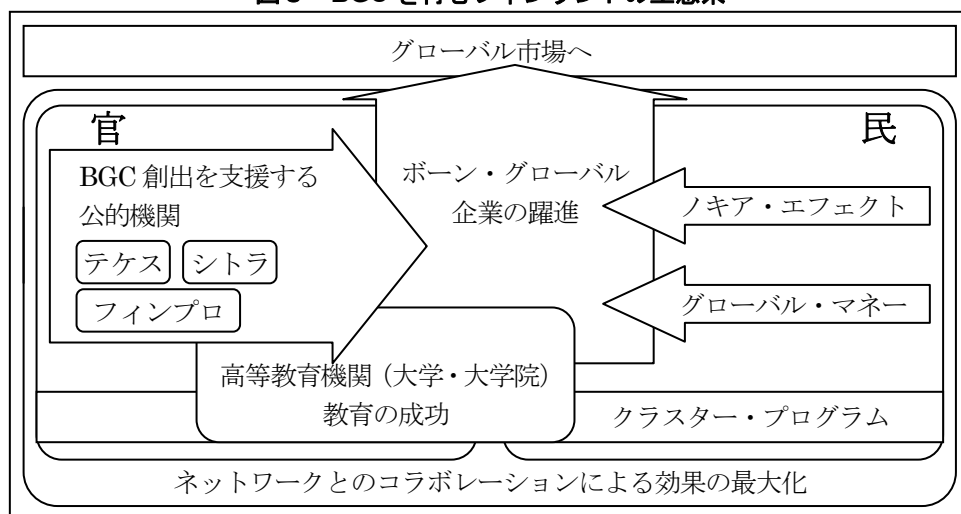 グローバル市場へ
官
民
BGC 創出を支援する
公的機関
テケス シトラ
フィンプロ
ボーン・グローバル
企業の躍進
ノキア・エフェクト
グローバル・マネー
高等教育機関（大学・大学院）
教育の成功
クラスター・プログラム
ネットワークとのコラボレーションによる効果の最大化